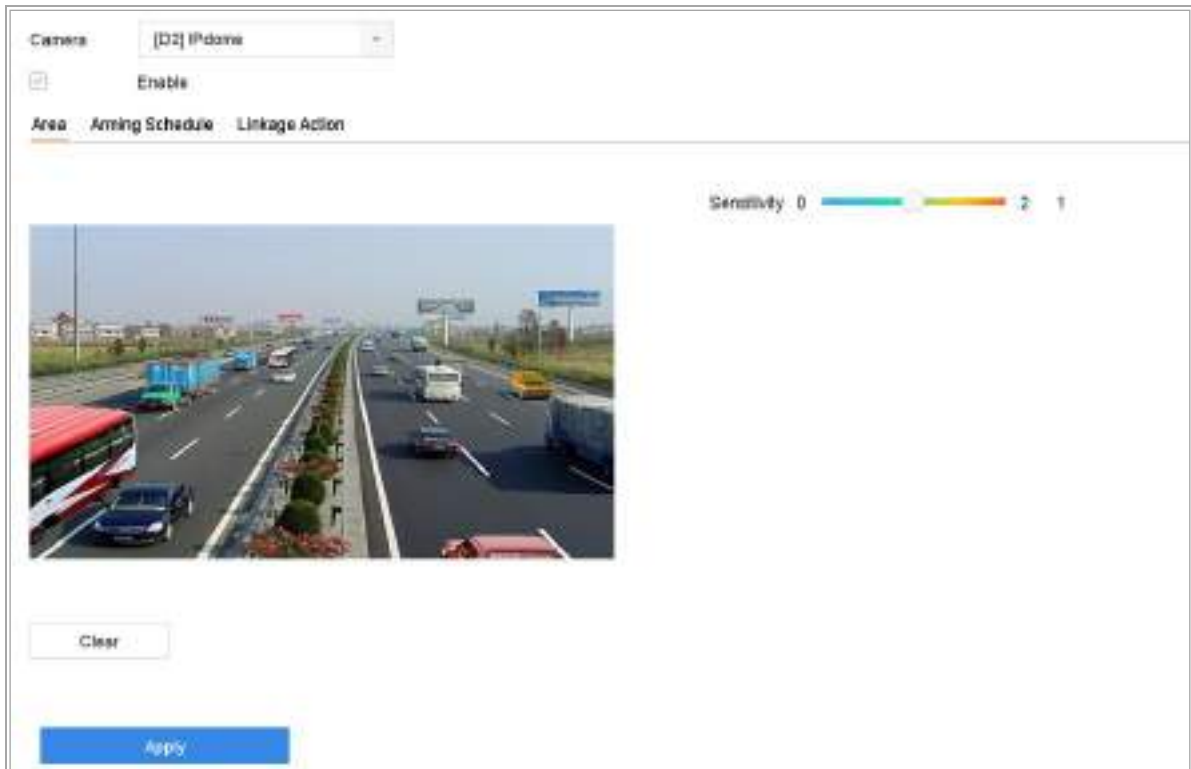 Camera [D2] IPdome
Enable
Area Arming Schedule Linkage Action
Sensitivity 0 2 1
Clear
Apply